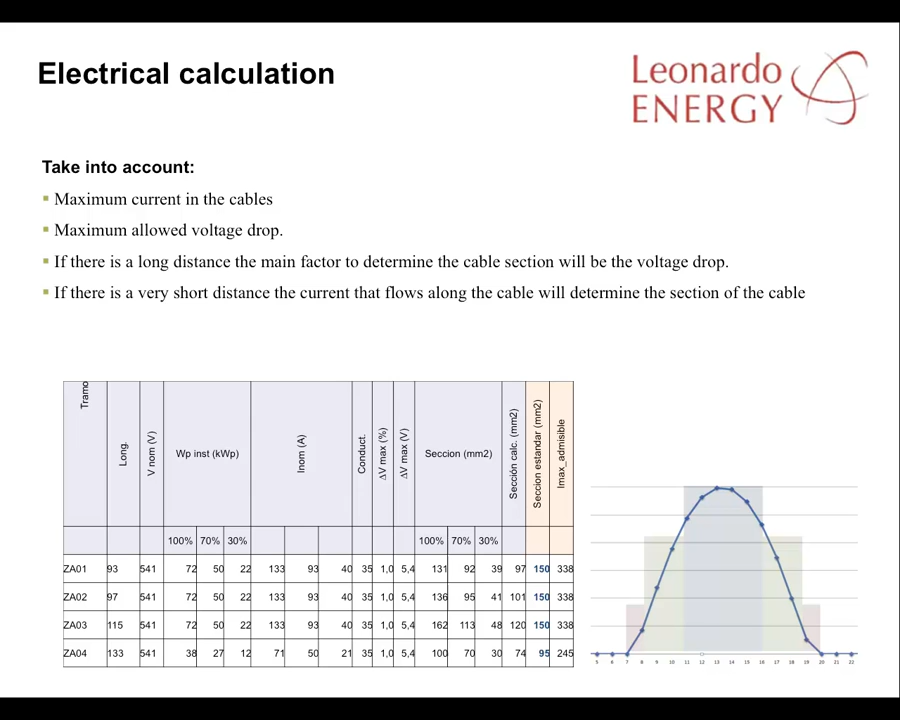 Electrical calculation
Leonardo
ENERGY
Take into account:
Maximum current in the cables
Maximum allowed voltage drop.
If there is a long distance the main factor to determine the cable section will be the voltage drop.
If there is a very short distance the current that flows along the cable will determine the section of the cable
Tramo Long. V nom (V) Wp inst (kWp) Inom (A) Conduct. ΔV max (%) ΔV max (V) Seccion (mm2) Sección calc. (mm2) Seccion estandar (mm2) Imax_admisible
100% 70% 30% 100% 70% 30%
ZA01 93 541 72 50 22 133 93 40 35 1,0 5,4 131 92 39 97 150 338
ZA02 97 541 72 50 22 133 93 40 35 1,0 5,4 136 95 41 101 150 338
ZA03 115 541 72 50 22 133 93 40 35 1,0 5,4 162 113 48 120 150 338
ZA04 133 541 38 27 12 71 50 21 35 1,0 5,4 100 70 30 74 95 245
5 6 7 8 9 10 11 12 13 14 15 16 17 18 19 20 21 22